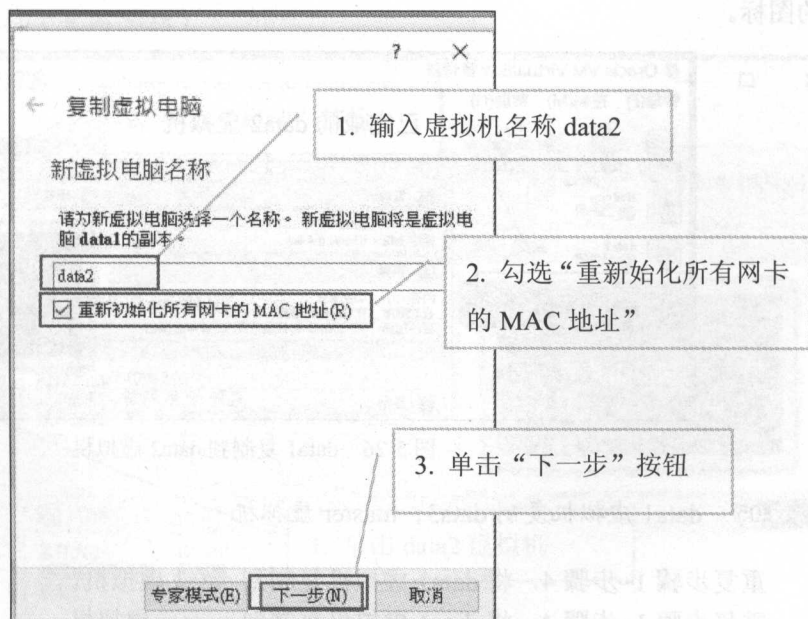 的图标。
?
×
← 复制虚拟电脑
1. 输入虚拟机名称 data2
新虚拟电脑名称
请为新虚拟电脑选择一个名称。新虚拟电脑将是虚拟电
脑 data1的副本。
data2
2. 勾选“重新始化所有网卡
的 MAC 地址”
重新初始化所有网卡的 MAC 地址(R)
3. 单击“下一步”按钮
专家模式(E)
下一步(N)
取消